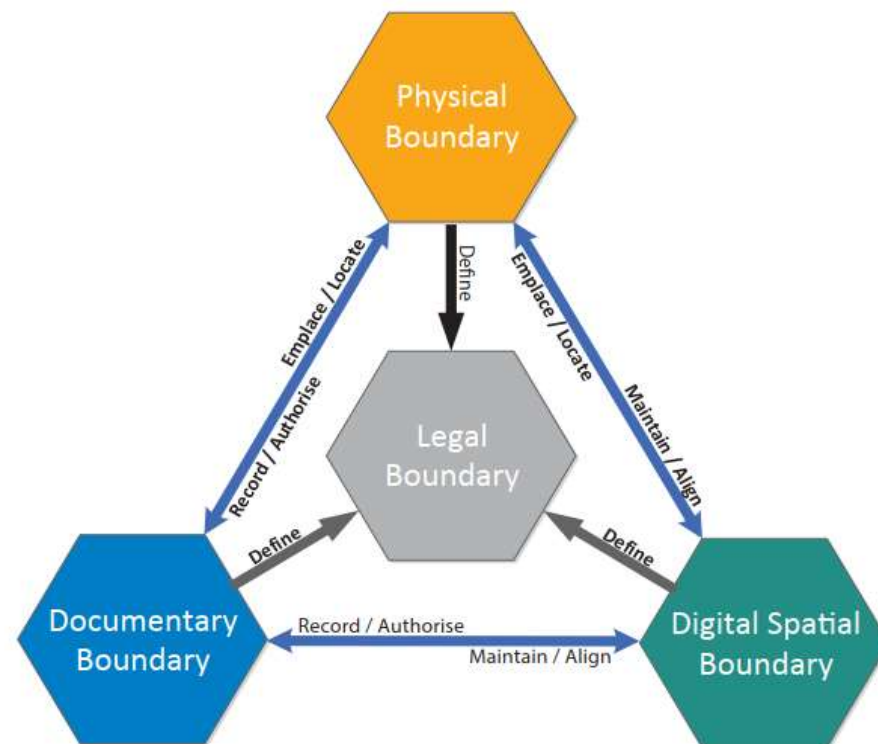 Physical
Boundary
Define
Emplace / Locate
Record / Authorise
Emplace / Locate
Maintain / Align
Legal
Boundary
Define
Define
Documentary
Boundary
Record / Authorise
Maintain / Align
Digital Spatial
Boundary